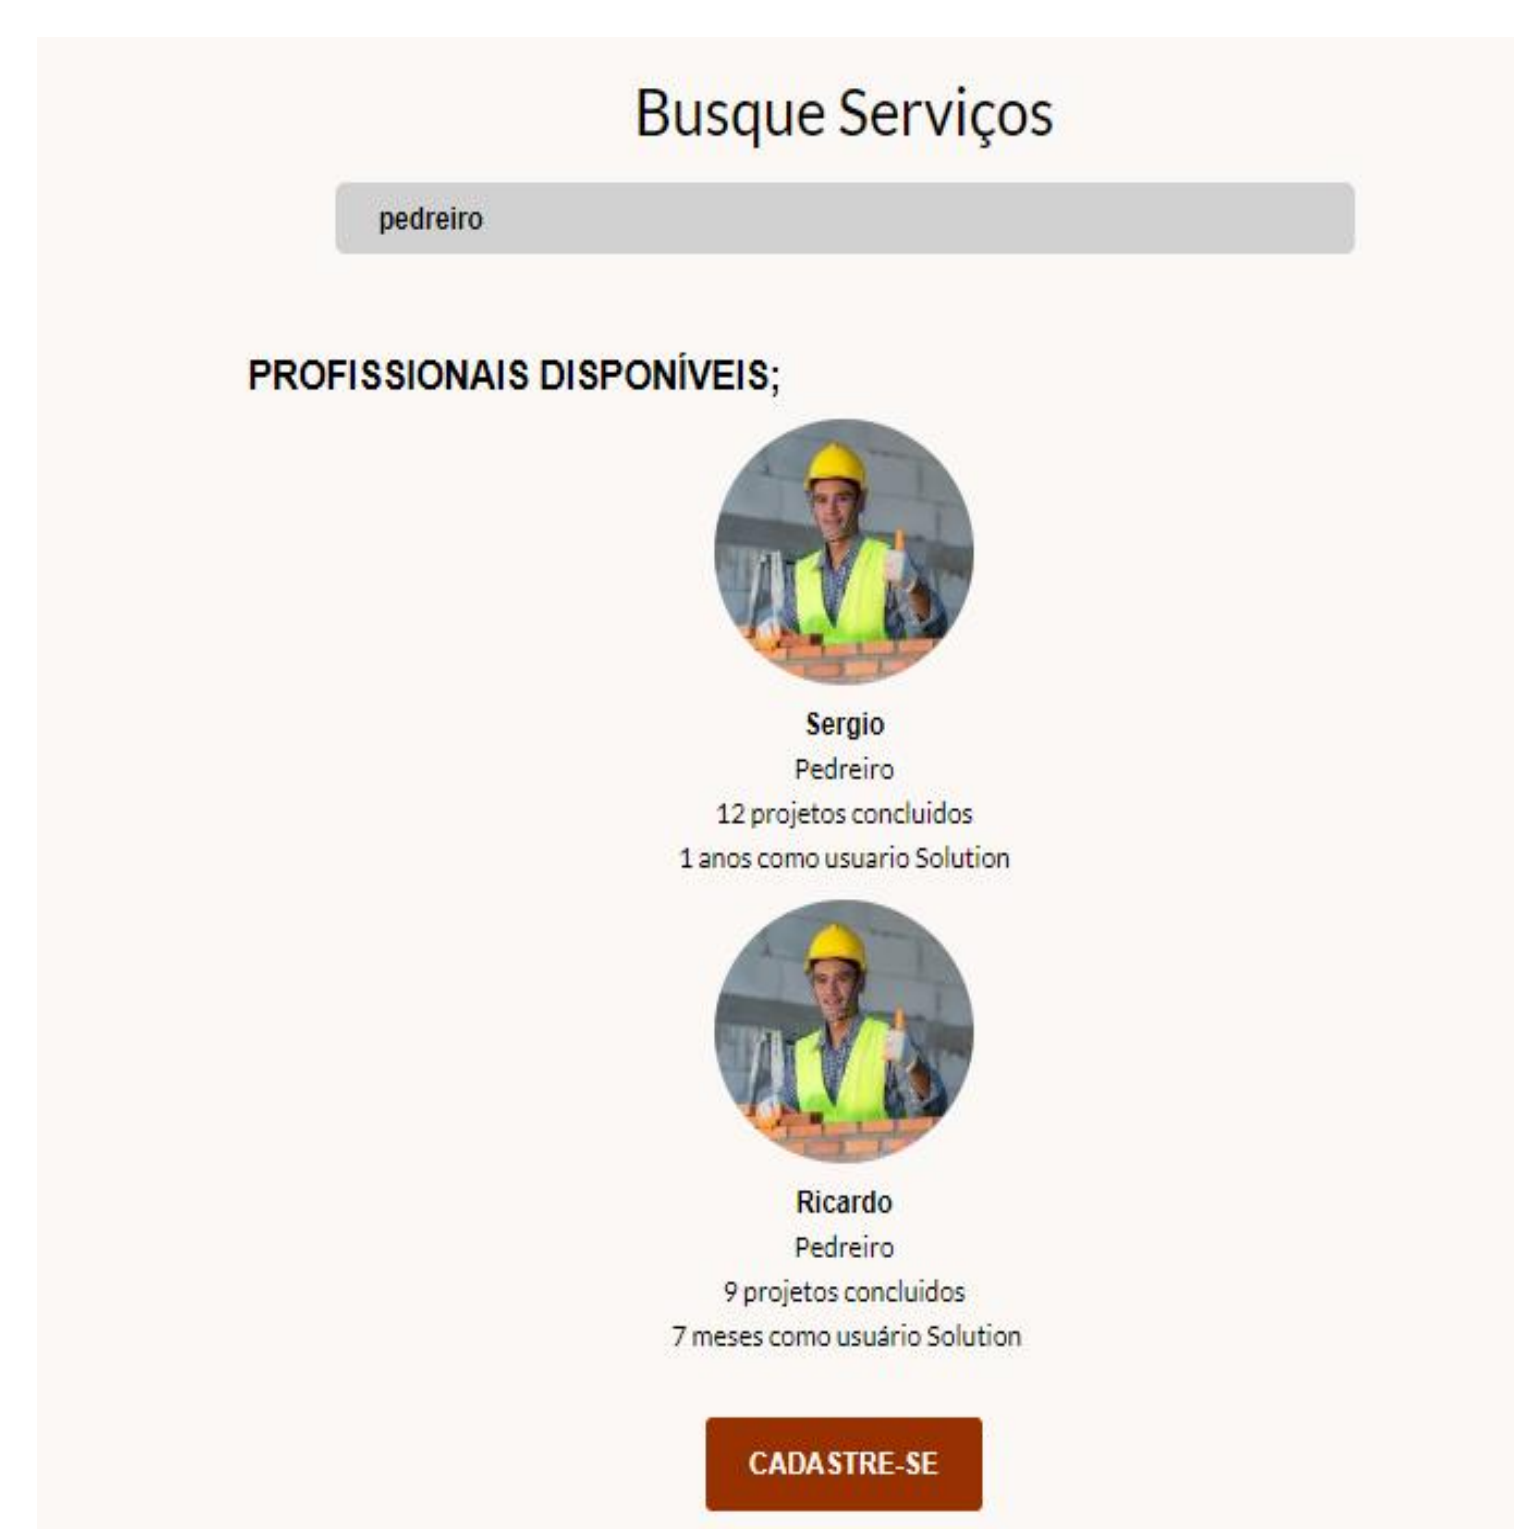 Busque Serviços
pedreiro
PROFISSIONAIS DISPONÍVEIS;
Sergio
Pedreiro
12 projetos concluidos
1 anos como usuario Solution
Ricardo
Pedreiro
9 projetos concluidos
7 meses como usuário Solution
CADASTRE-SE